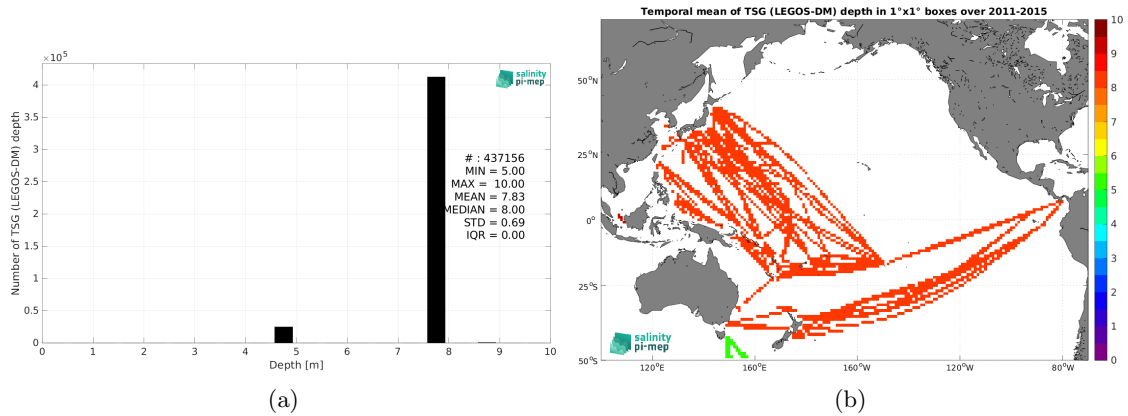 ×10⁵
4
3.5
3
2.5
2
1.5
1
0.5
0
Number of TSG (LEGOS-DM) depth
0 1 2 3 4 5 6 7 8 9 10
Depth [m]
salinity
pi-mep
# : 437156
MIN = 5.00
MAX = 10.00
MEAN = 7.83
MEDIAN = 8.00
STD = 0.69
IQR = 0.00
(a)
Temporal mean of TSG (LEGOS-DM) depth in 1°x1° boxes over 2011-2015
50°N
25°N
0°
25°S
50°S
120°E 160°E 160°W 120°W 80°W
salinity
pi-mep
10
9
8
7
6
5
4
3
2
1
0
(b)